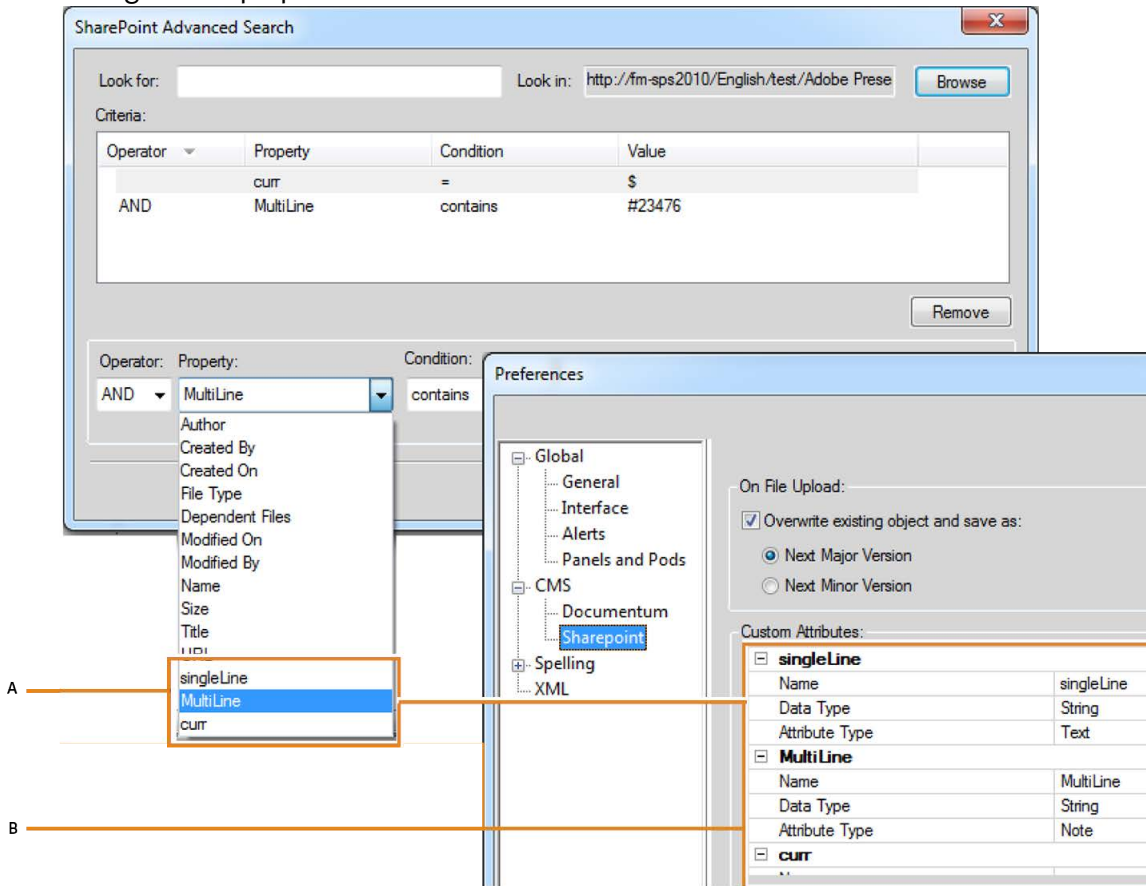 SharePoint Advanced Search
Look for: Look in: http://fm-sps2010/English/test/Adobe Prese Browse
Criteria:
Operator Property Condition Value
curr = $
AND MultiLine contains #23476
Remove
Operator: Property: Condition:
AND MultiLine contains
Author
Created By
Created On
File Type
Dependent Files
Modified On
Modified By
Name
Size
Title
URL
singleLine
MultiLine
curr
A
B
Preferences
Global
General
Interface
Alerts
Panels and Pods
CMS
Documentum
Sharepoint
Spelling
XML
On File Upload:
Overwrite existing object and save as:
Next Major Version
Next Minor Version
Custom Attributes:
singleLine
Name singleLine
Data Type String
Attribute Type Text
MultiLine
Name MultiLine
Data Type String
Attribute Type Note
curr